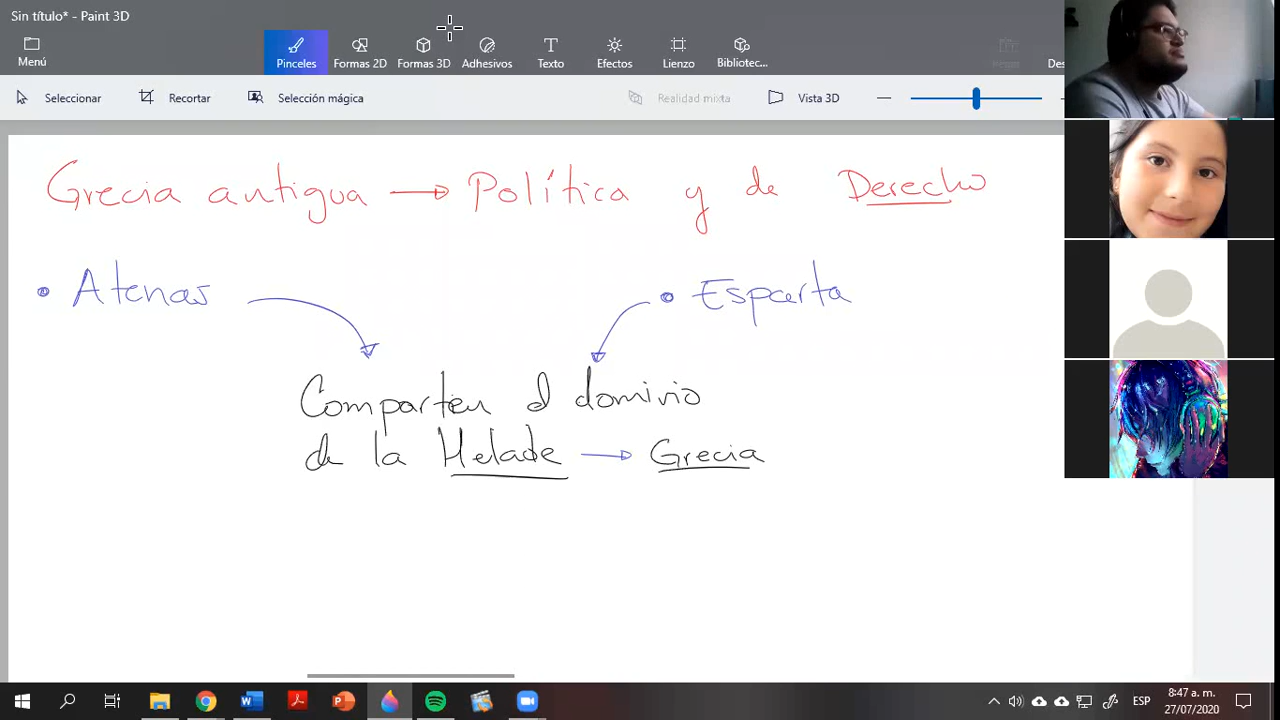 Sin título* - Paint 3D
Menú
Pinceles
Formas 2D
Formas 3D
Adhesivos
Texto
Efectos
Lienzo
Bibliotec...
Des
Seleccionar
Recortar
Selección mágica
Realidad mixta
Vista 3D
Grecia antigua → Política y de Derecho
• Atenas
• Esparta
Comparten el dominio
de la Helade → Grecia
ESP
8:47 a. m.
27/07/2020